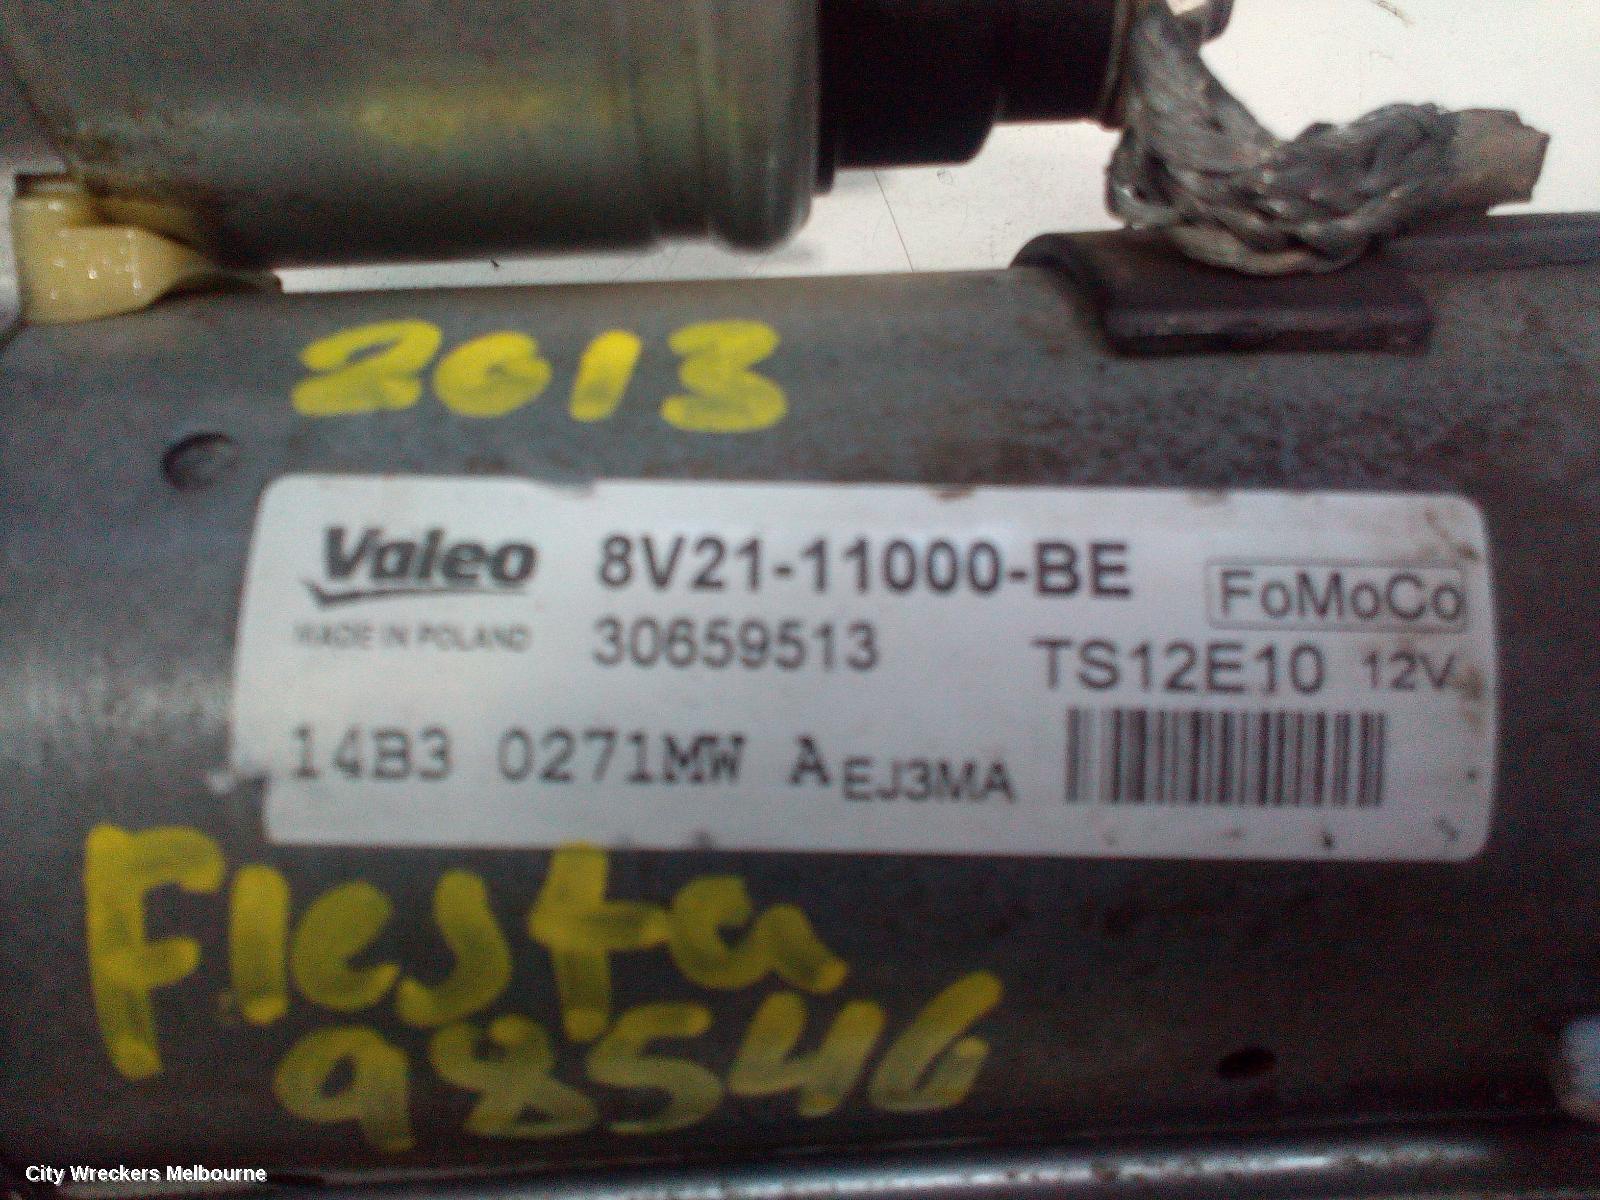 2013
Valeo 8V21-11000-BE FoMoCo
MADE IN POLAND 30659513 TS12E10 12V
14B3 0271MW A EJ3MA
Fiesta
98546
City Wreckers Melbourne